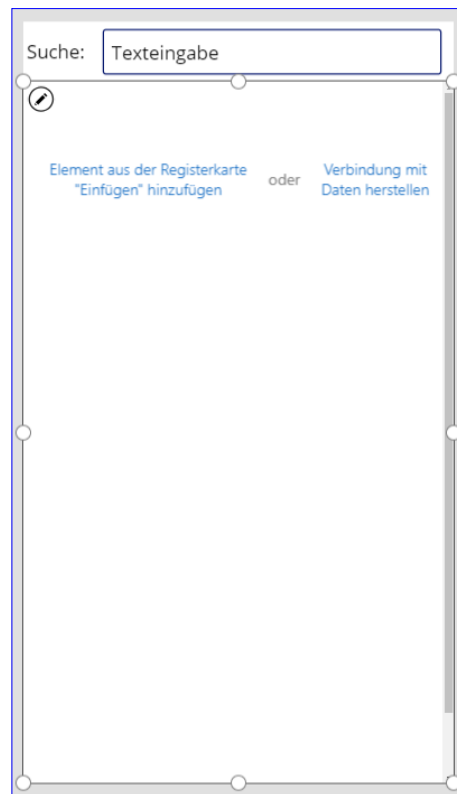 Suche:
Texteingabe
Element aus der Registerkarte
"Einfügen" hinzufügen
oder
Verbindung mit
Daten herstellen